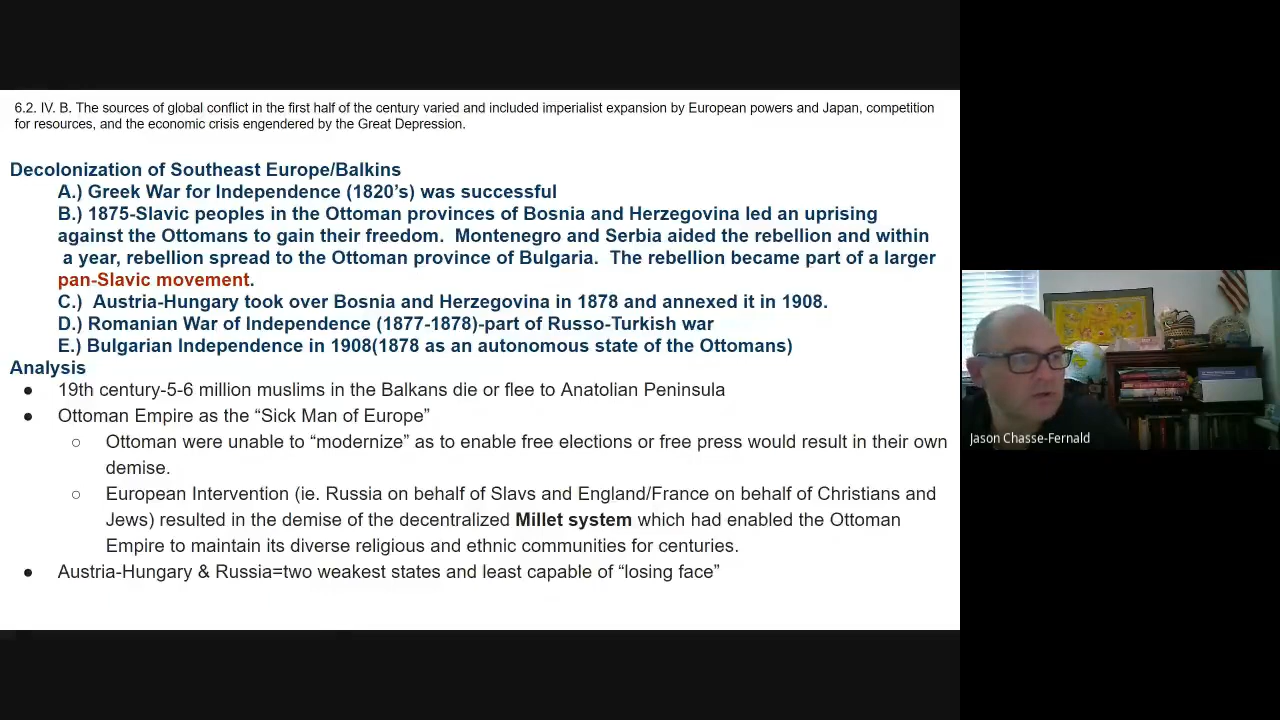 6.2. IV. B. The sources of global conflict in the first half of the century varied and included imperialist expansion by European powers and Japan, competition
for resources, and the economic crisis engendered by the Great Depression.
Decolonization of Southeast Europe/Balkins
A.) Greek War for Independence (1820's) was successful
B.) 1875-Slavic peoples in the Ottoman provinces of Bosnia and Herzegovina led an uprising
against the Ottomans to gain their freedom. Montenegro and Serbia aided the rebellion and within
a year, rebellion spread to the Ottoman province of Bulgaria. The rebellion became part of a larger
pan-Slavic movement.
C.) Austria-Hungary took over Bosnia and Herzegovina in 1878 and annexed it in 1908.
D.) Romanian War of Independence (1877-1878)-part of Russo-Turkish war
E.) Bulgarian Independence in 1908(1878 as an autonomous state of the Ottomans)
Analysis
● 19th century-5-6 million muslims in the Balkans die or flee to Anatolian Peninsula
● Ottoman Empire as the “Sick Man of Europe”
○ Ottoman were unable to “modernize” as to enable free elections or free press would result in their own
demise.
○ European Intervention (ie. Russia on behalf of Slavs and England/France on behalf of Christians and
Jews) resulted in the demise of the decentralized Millet system which had enabled the Ottoman
Empire to maintain its diverse religious and ethnic communities for centuries.
● Austria-Hungary & Russia=two weakest states and least capable of “losing face”
Jason Chasse-Fernald